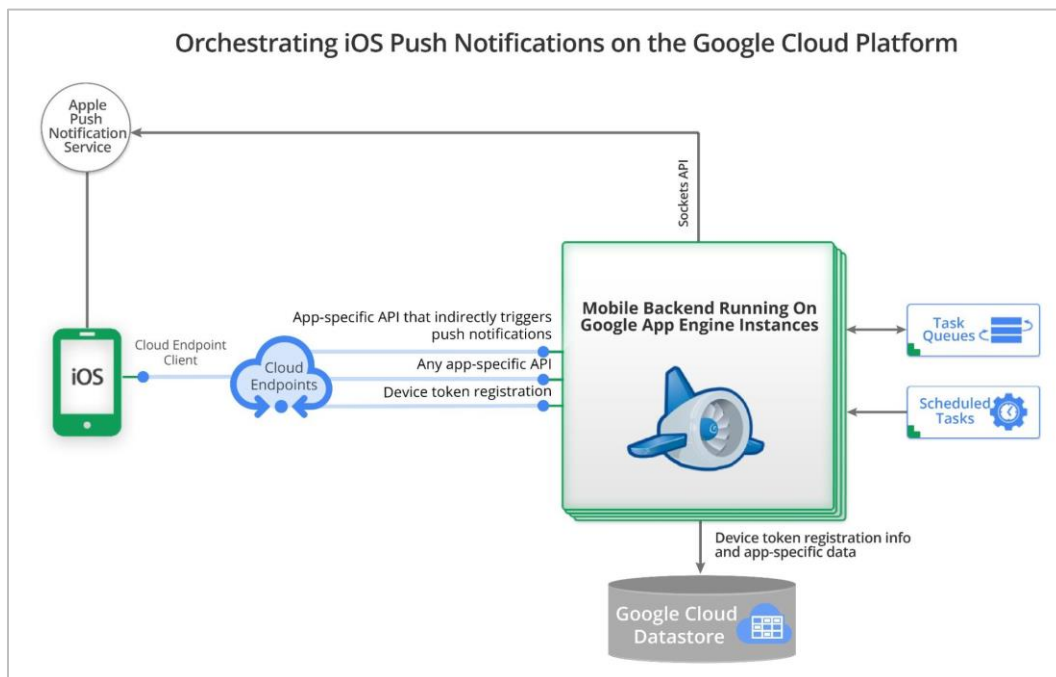 Orchestrating iOS Push Notifications on the Google Cloud Platform
Apple
Push
Notification
Service
Sockets API
Mobile Backend Running On
Google App Engine Instances
App-specific API that indirectly triggers
push notifications
Any app-specific API
Device token registration
Cloud Endpoint
Client
Cloud
Endpoints
iOS
Task
Queues
Scheduled
Tasks
Device token registration info
and app-specific data
Google Cloud
Datastore